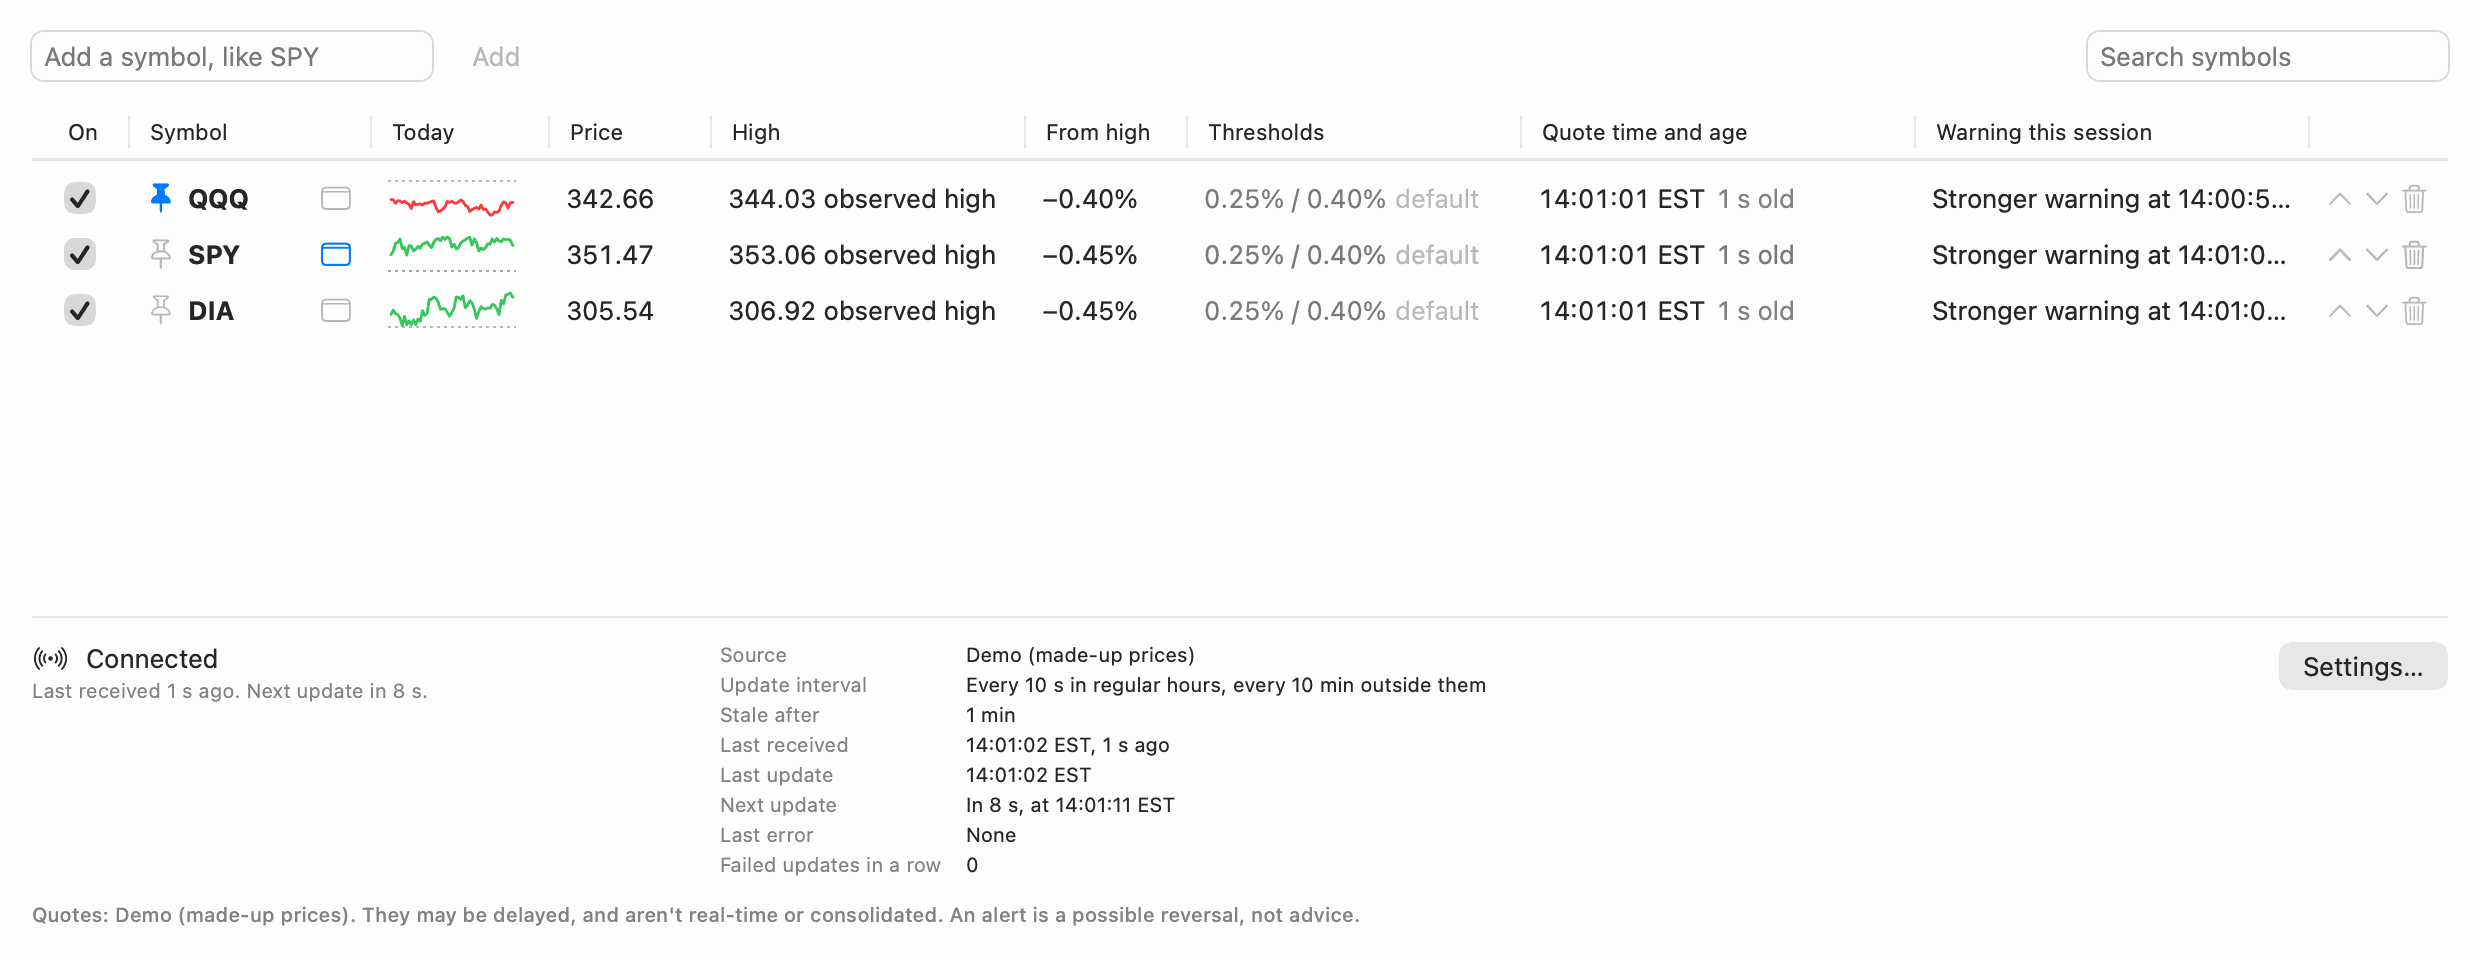 Add a symbol, like SPY Add Search symbols
On Symbol Today Price High From high Thresholds Quote time and age Warning this session
QQQ 342.66 344.03 observed high −0.40% 0.25% / 0.40% default 14:01:01 EST 1 s old Stronger warning at 14:00:5...
SPY 351.47 353.06 observed high −0.45% 0.25% / 0.40% default 14:01:01 EST 1 s old Stronger warning at 14:01:0...
DIA 305.54 306.92 observed high −0.45% 0.25% / 0.40% default 14:01:01 EST 1 s old Stronger warning at 14:01:0...
Connected
Last received 1 s ago. Next update in 8 s.
Source Demo (made-up prices)
Update interval Every 10 s in regular hours, every 10 min outside them
Stale after 1 min
Last received 14:01:02 EST, 1 s ago
Last update 14:01:02 EST
Next update In 8 s, at 14:01:11 EST
Last error None
Failed updates in a row 0
Settings...
Quotes: Demo (made-up prices). They may be delayed, and aren't real-time or consolidated. An alert is a possible reversal, not advice.